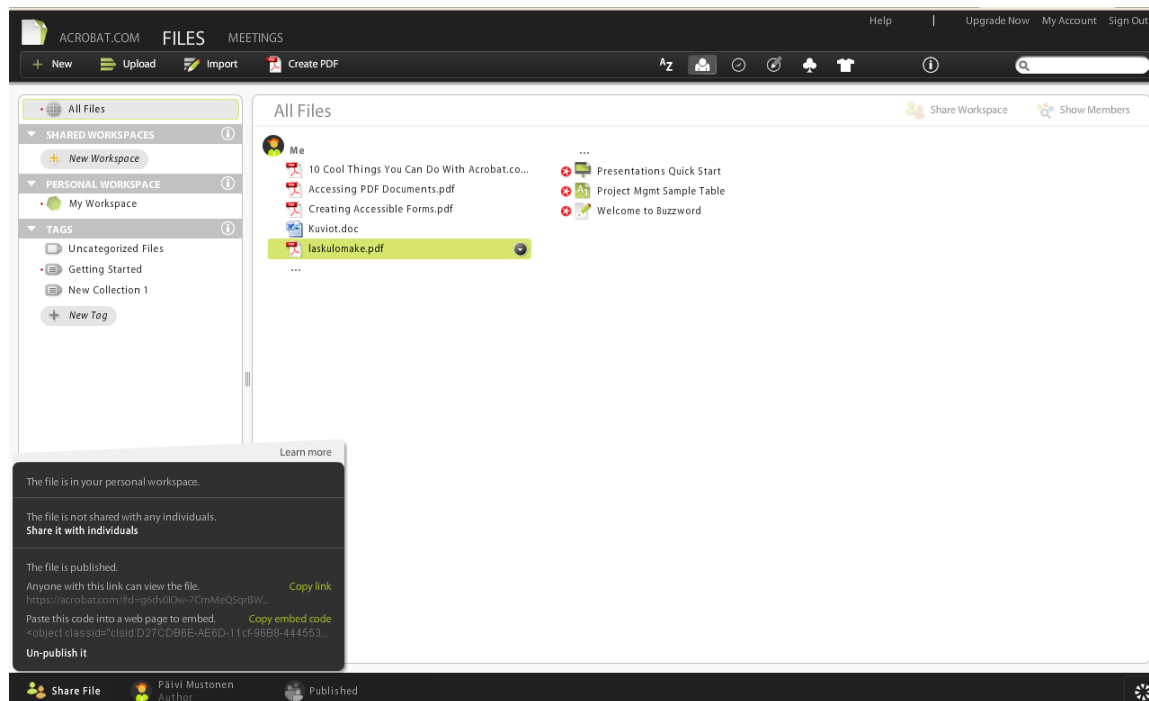 Help | Upgrade Now My Account Sign Out
ACROBAT.COM FILES MEETINGS
New Upload Import Create PDF
All Files
SHARED WORKSPACES
New Workspace
PERSONAL WORKSPACE
My Workspace
TAGS
Uncategorized Files
Getting Started
New Collection 1
New Tag
All Files Share Workspace Show Members
Me
10 Cool Things You Can Do With Acrobat.co...
Accessing PDF Documents.pdf
Creating Accessible Forms.pdf
Kuviot.doc
laskulomake.pdf
...
...
Presentations Quick Start
Project Mgmt Sample Table
Welcome to Buzzword
Learn more
The file is in your personal workspace.
The file is not shared with any individuals.
Share it with individuals
The file is published.
Anyone with this link can view the file. Copy link
https://acrobat.com/#d=g6dv0lOw-7CmMeQSqrBW...
Paste this code into a web page to embed. Copy embed code
<object classid="clsid:D27CDB6E-AE6D-11cf-96B8-444553...
Un-publish it
Share File Päivi Mustonen Published
Author